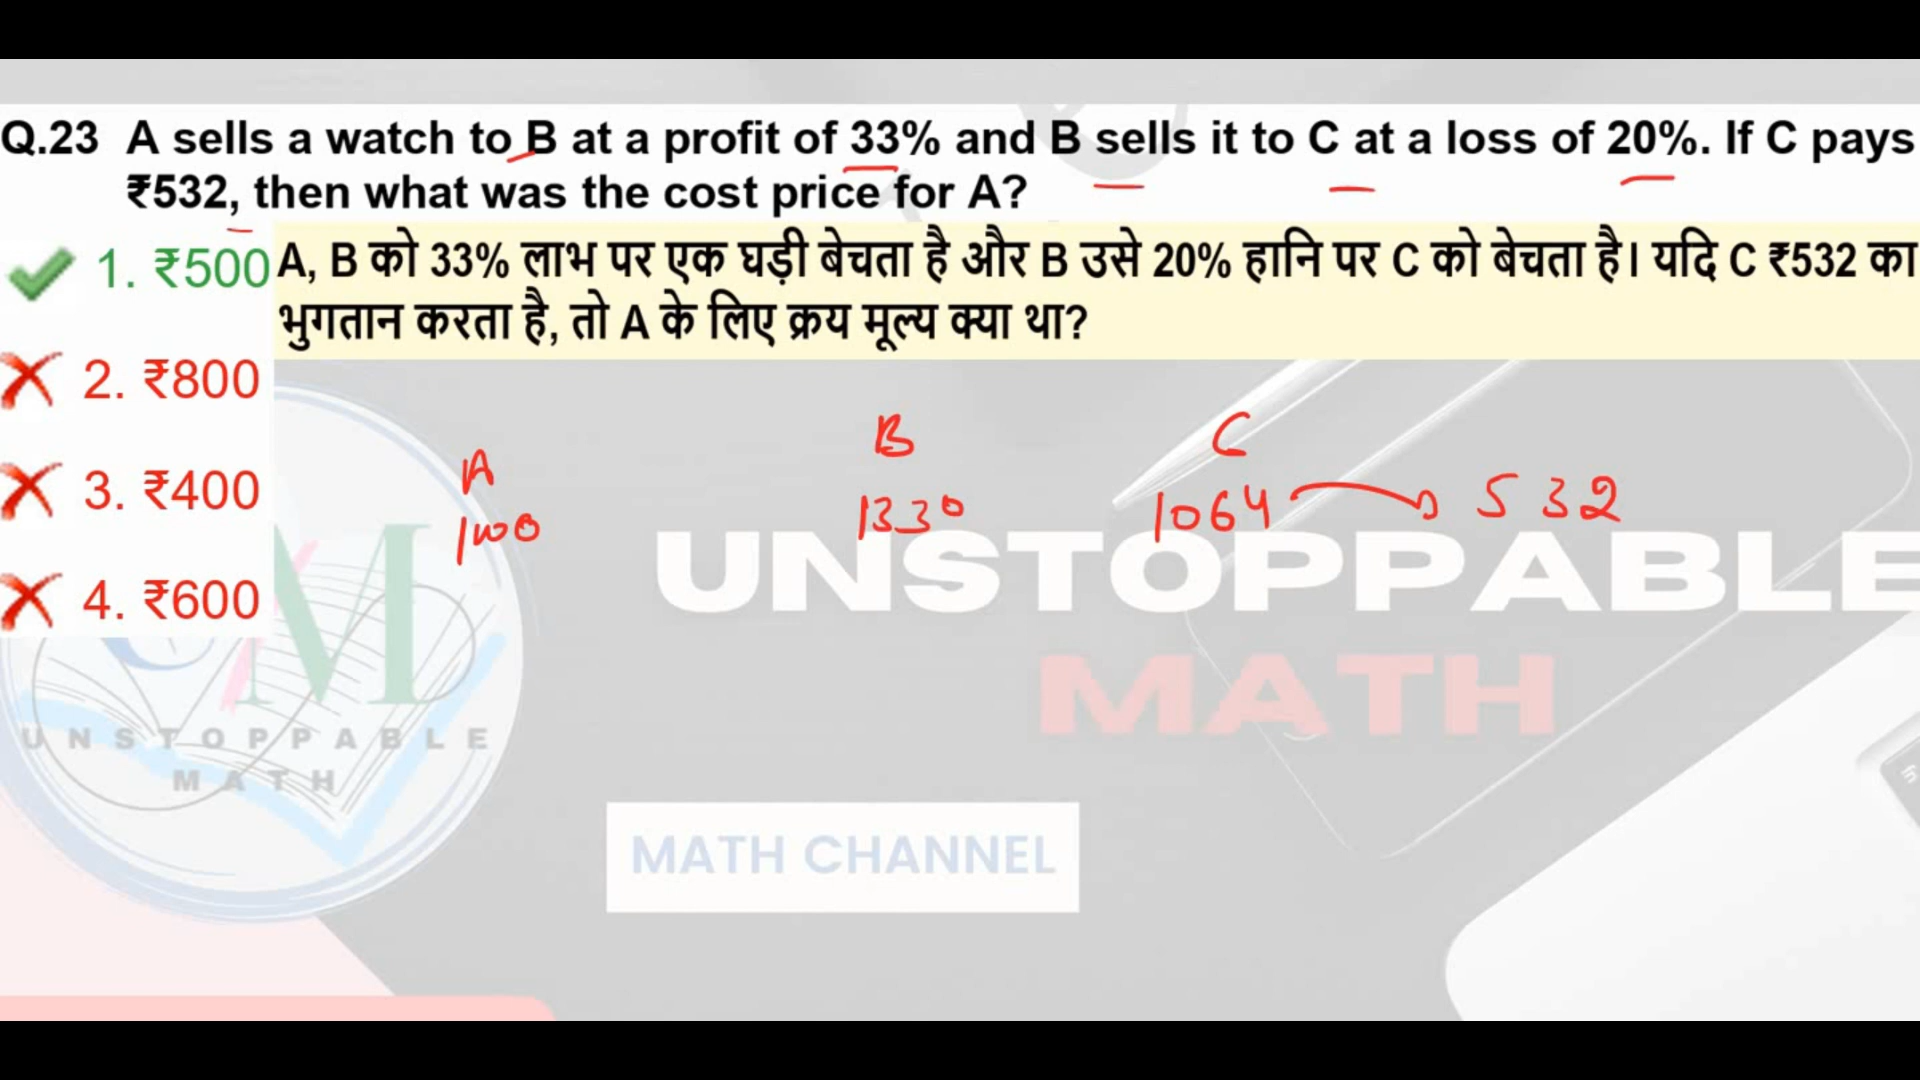 Q.23 A sells a watch to B at a profit of 33% and B sells it to C at a loss of 20%. If C pays
₹532, then what was the cost price for A?
1. ₹500
A, B को 33% लाभ पर एक घड़ी बेचता है और B उसे 20% हानि पर C को बेचता है। यदि C ₹532 का
भुगतान करता है, तो A के लिए क्रय मूल्य क्या था?
2. ₹800
3. ₹400
4. ₹600
A B C
1000 1330 1064 532
UNSTOPPABLE
MATH
UNSTOPPABLE
MATH
MATH CHANNEL